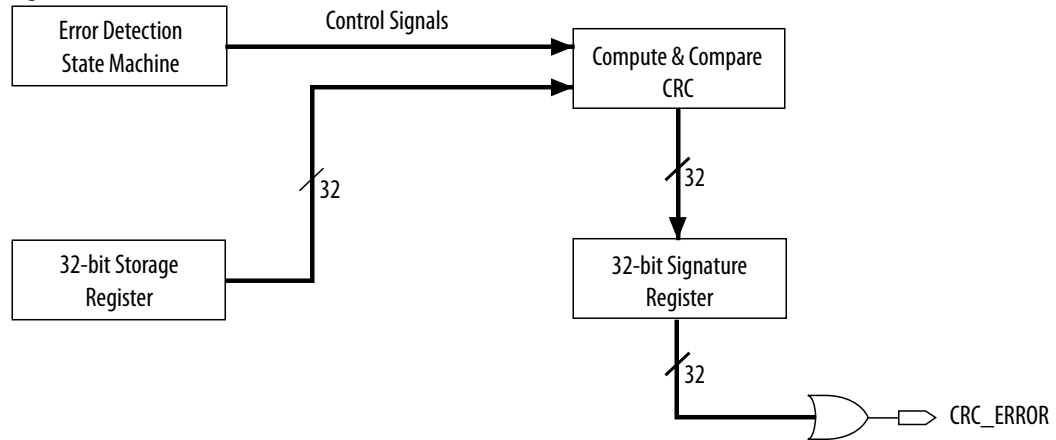 Error Detection
State Machine
Control Signals
Compute & Compare
CRC
32
32
32-bit Storage
Register
32-bit Signature
Register
32
CRC_ERROR